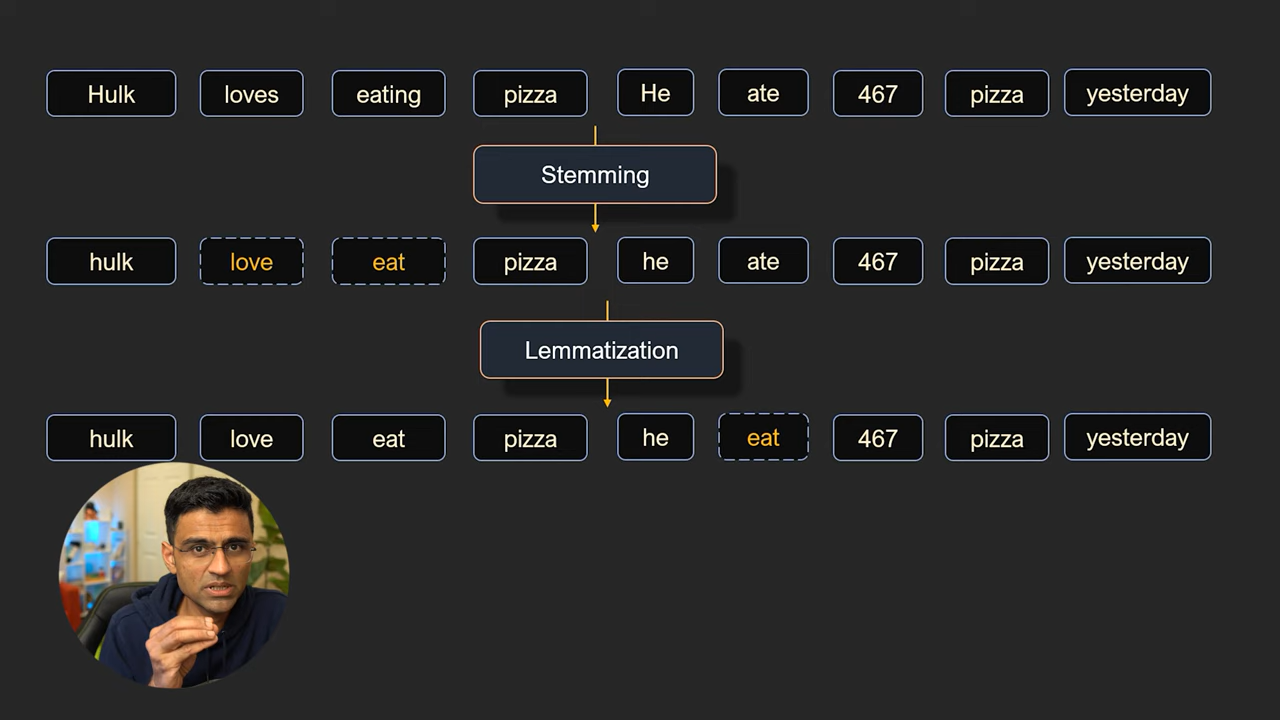 Hulk loves eating pizza He ate 467 pizza yesterday
Stemming
hulk love eat pizza he ate 467 pizza yesterday
Lemmatization
hulk love eat pizza he eat 467 pizza yesterday